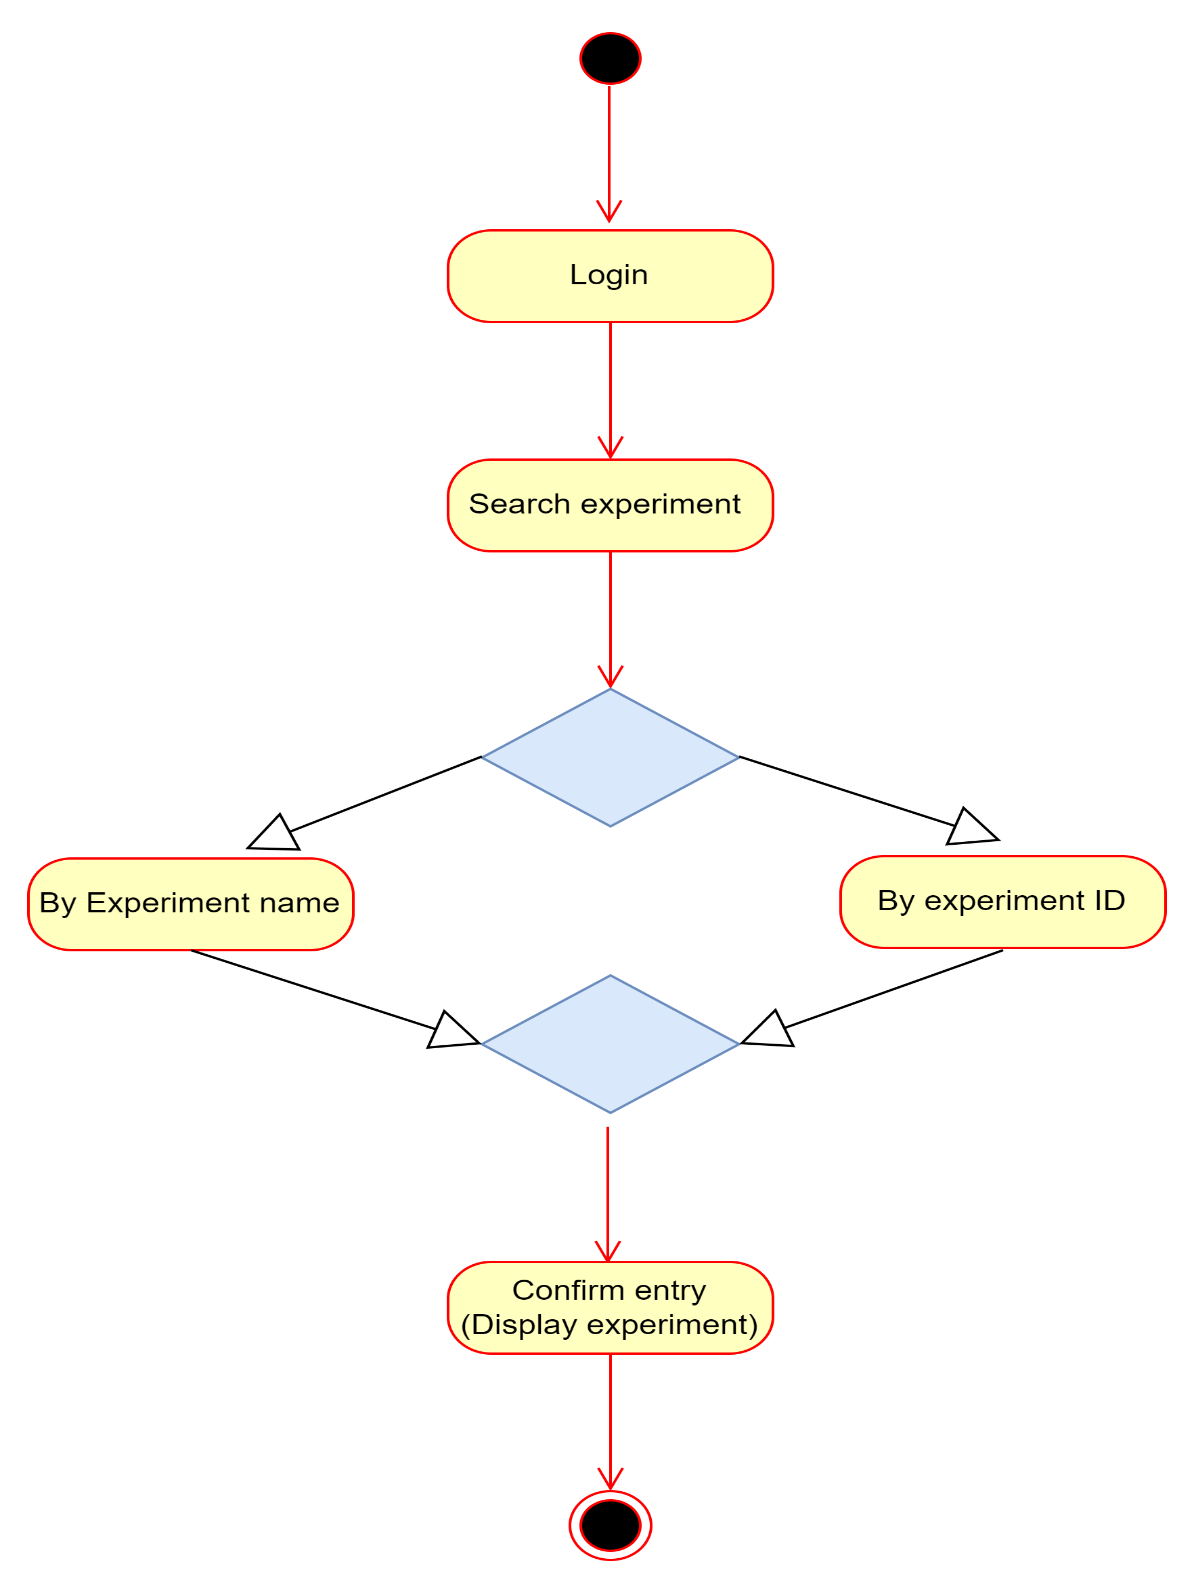 Login
Search experiment
By Experiment name
By experiment ID
Confirm entry
(Display experiment)